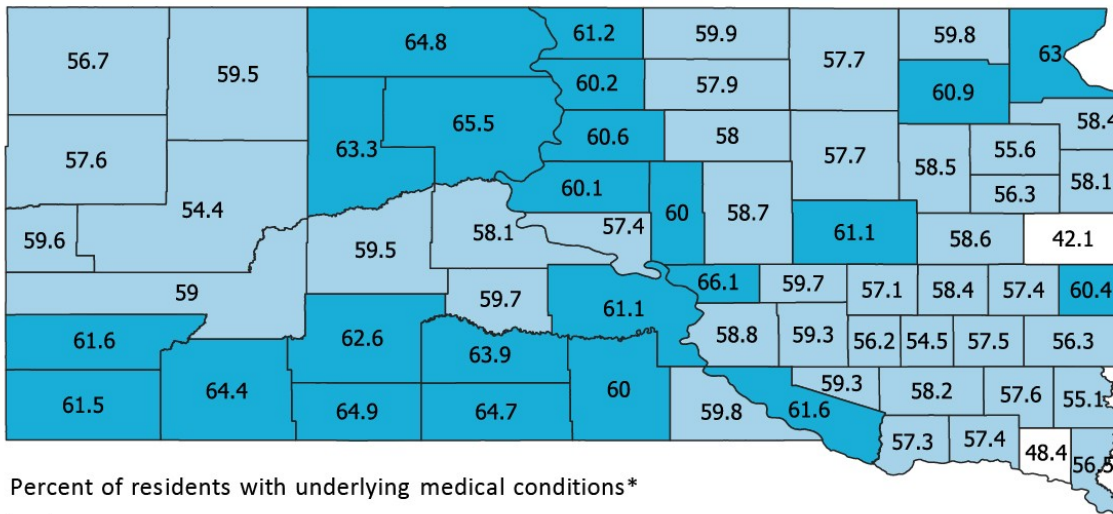 64.8 61.2 59.9 59.8
56.7 59.5 57.7 63
60.2 57.9
60.9
65.5
58.4
60.6 58
63.3 57.7 55.6
57.6 58.5
58.1
60.1 56.3
54.4 60 58.7
57.4
59.6 59.5 58.1 61.1 58.6 42.1
66.1 59.7
59 59.7 57.1 58.4 57.4 60.4
61.1
61.6 62.6 58.8 59.3 56.2 54.5 57.5 56.3
63.9
59.3
64.4 60 58.2 57.6 55.1
61.5 64.9 64.7 59.8 61.6
57.3 57.4
48.4
56.5
Percent of residents with underlying medical conditions*